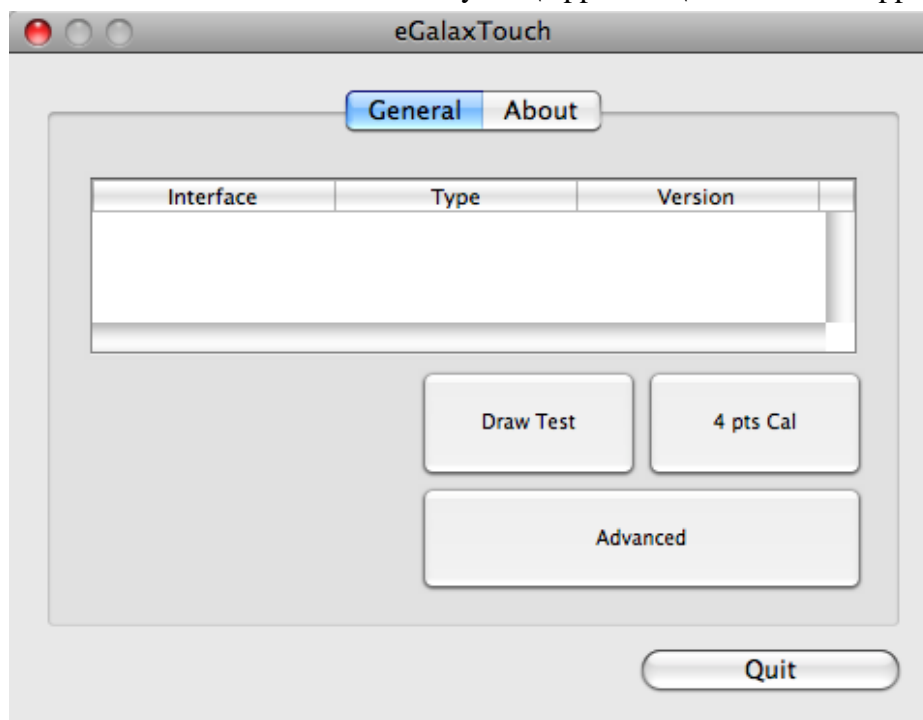 eGalaxTouch
General About
Interface Type Version
Draw Test 4 pts Cal
Advanced
Quit